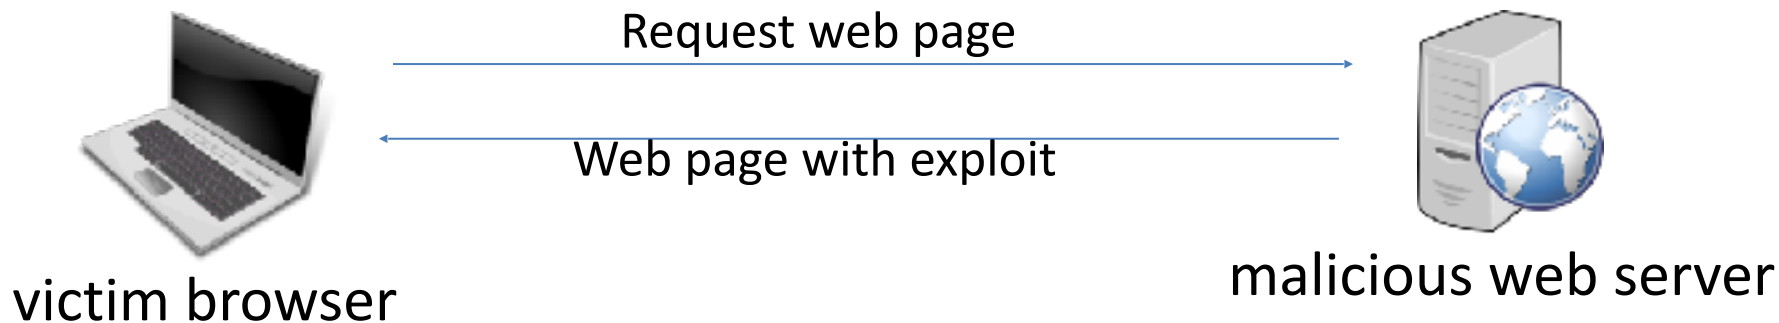 Request web page
Web page with exploit
victim browser
malicious web server